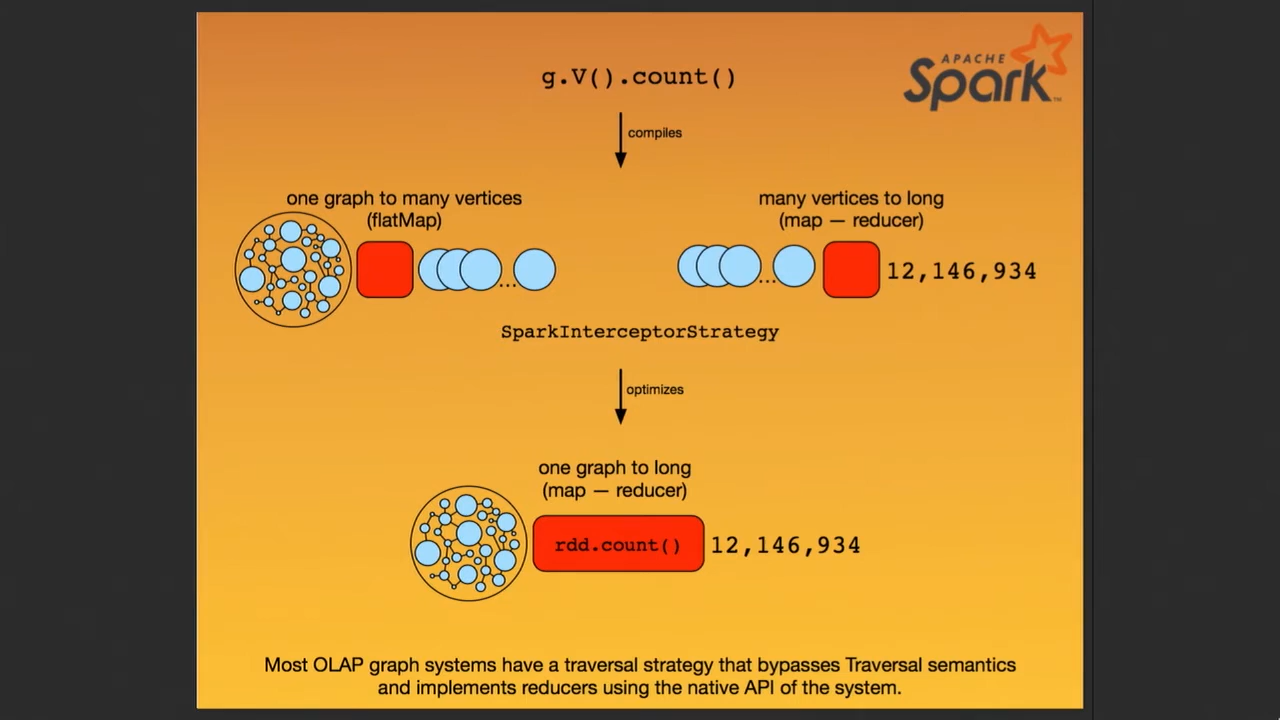 g.V().count()
APACHE
Spark™
compiles
one graph to many vertices
(flatMap)
many vertices to long
(map — reducer)
...
...
12,146,934
SparkInterceptorStrategy
optimizes
one graph to long
(map — reducer)
rdd.count()
12,146,934
Most OLAP graph systems have a traversal strategy that bypasses Traversal semantics
and implements reducers using the native API of the system.